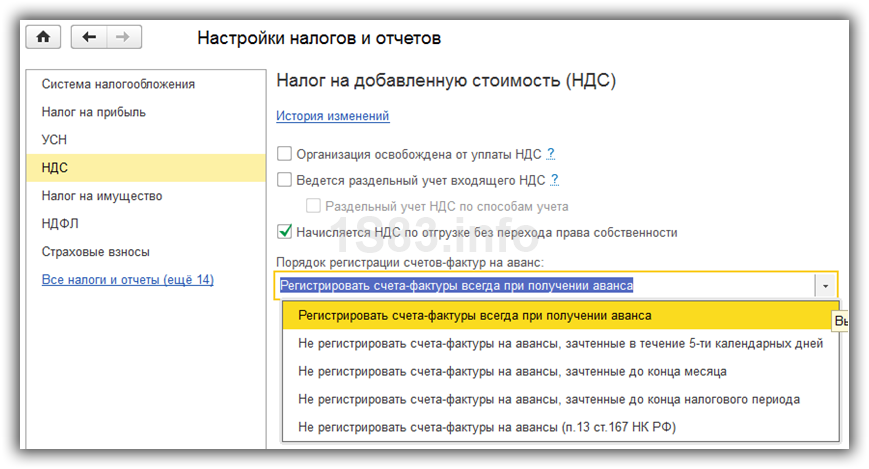 Настройки налогов и отчетов
Система налогообложения
Налог на прибыль
УСН
НДС
Налог на имущество
НДФЛ
Страховые взносы
Все налоги и отчеты (ещё 14)
Налог на добавленную стоимость (НДС)
История изменений
Организация освобождена от уплаты НДС ?
Ведется раздельный учет входящего НДС ?
Раздельный учет НДС по способам учета
1S83.info
Начисляется НДС по отгрузке без перехода права собственности
Порядок регистрации счетов-фактур на аванс:
Регистрировать счета-фактуры всегда при получении аванса
Регистрировать счета-фактуры всегда при получении аванса
Вы
Не регистрировать счета-фактуры на авансы, зачтенные в течение 5-ти календарных дней
Не регистрировать счета-фактуры на авансы, зачтенные до конца месяца
Не регистрировать счета-фактуры на авансы, зачтенные до конца налогового периода
Не регистрировать счета-фактуры на авансы (п.13 ст.167 НК РФ)